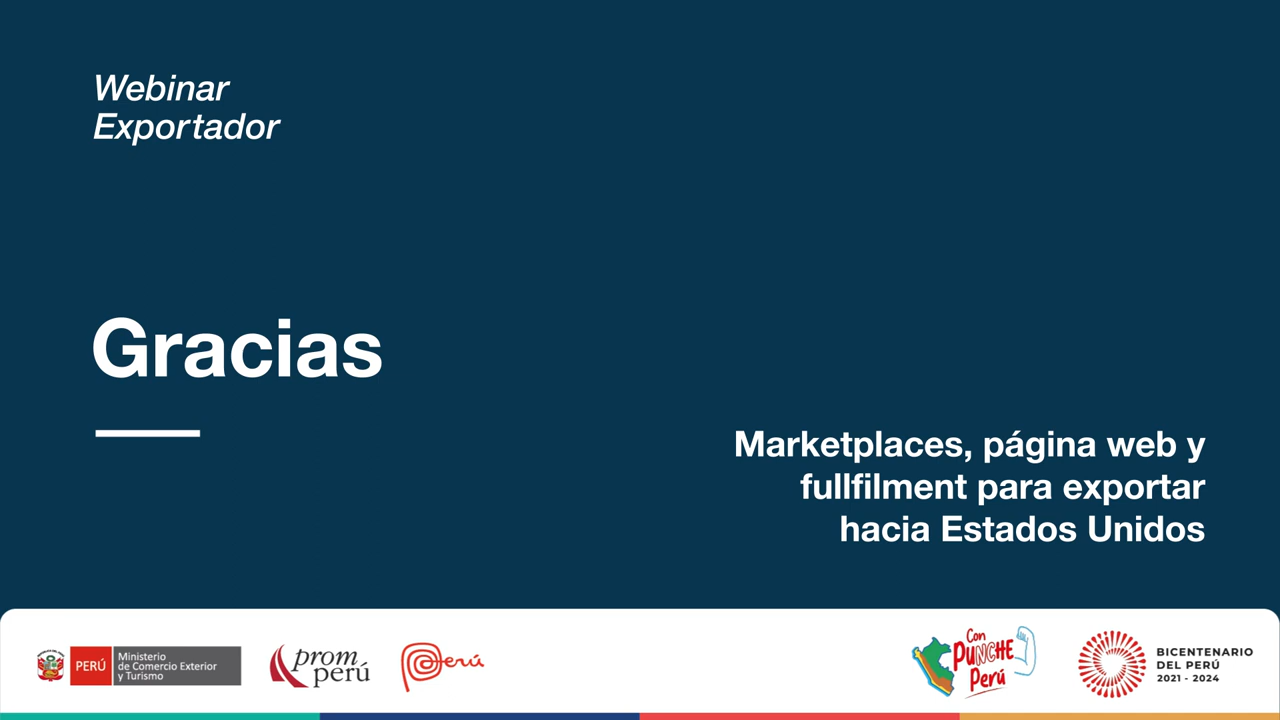 Webinar
Exportador
Gracias
Marketplaces, página web y
fullfilment para exportar
hacia Estados Unidos
PERÚ
Ministerio
de Comercio Exterior
y Turismo
prom
perú
Perú
Con
PUNCHE
Perú
BICENTENARIO
DEL PERÚ
2021 - 2024